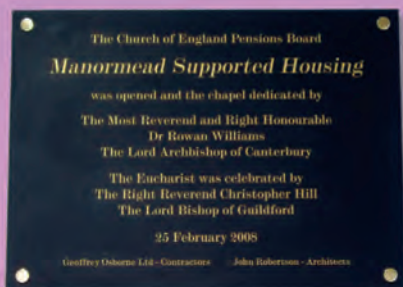 The Church of England Pensions Board
Manormead Supported Housing
was opened and the chapel dedicated by
The Most Reverend and Right Honourable
Dr Rowan Williams
The Lord Archbishop of Canterbury
The Eucharist was celebrated by
The Right Reverend Christopher Hill
The Lord Bishop of Guildford
25 February 2008
Geoffrey Osborne Ltd - Contractors John Robertson - Architects